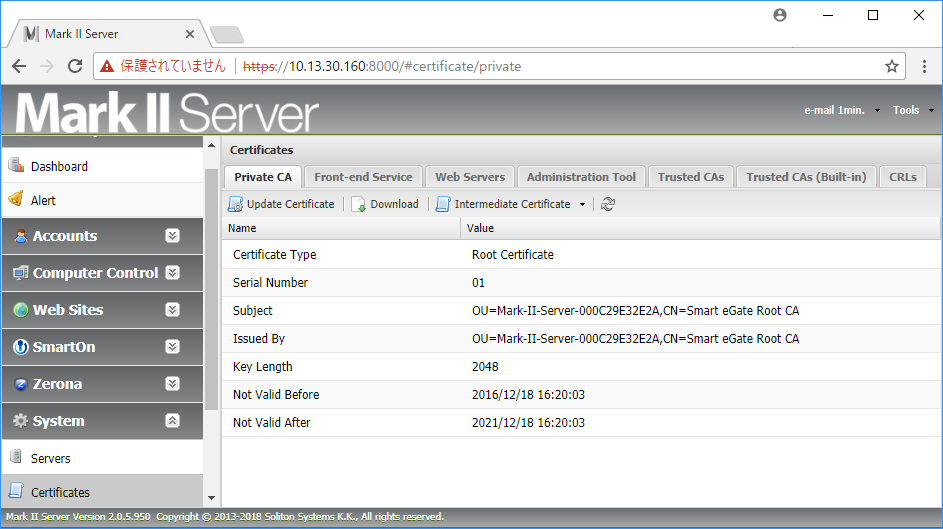 Mark II Server
保護されていません https://10.13.30.160:8000/#certificate/private
Mark II Server
e-mail 1min. Tools
Dashboard
Alert
Accounts
Computer Control
Web Sites
SmartOn
Zerona
System
Servers
Certificates
Certificates
Private CA Front-end Service Web Servers Administration Tool Trusted CAs Trusted CAs (Built-in) CRLs
Update Certificate Download Intermediate Certificate
Name Value
Certificate Type Root Certificate
Serial Number 01
Subject OU=Mark-II-Server-000C29E32E2A,CN=Smart eGate Root CA
Issued By OU=Mark-II-Server-000C29E32E2A,CN=Smart eGate Root CA
Key Length 2048
Not Valid Before 2016/12/18 16:20:03
Not Valid After 2021/12/18 16:20:03
Mark II Server Version 2.0.5.950 Copyright © 2013-2018 Soliton Systems K.K., All rights reserved.